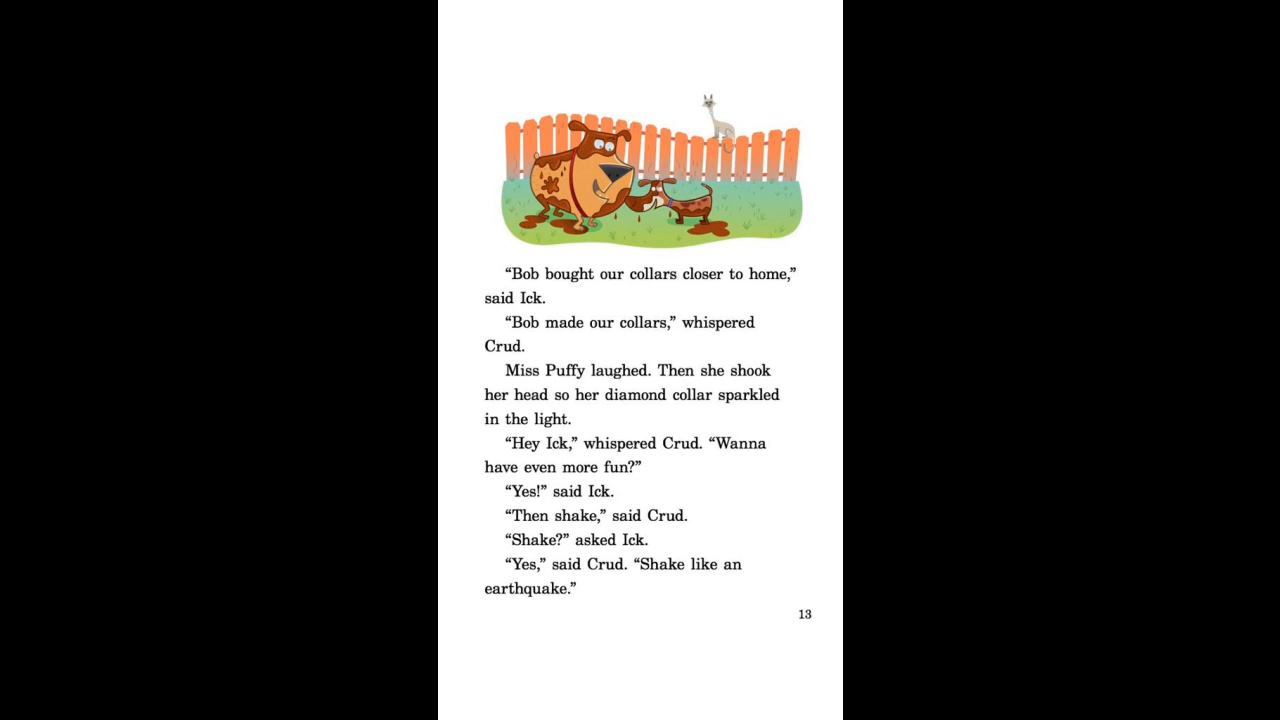 “Bob bought our collars closer to home,”
said Ick.
“Bob made our collars,” whispered
Crud.
Miss Puffy laughed. Then she shook
her head so her diamond collar sparkled
in the light.
“Hey Ick,” whispered Crud. “Wanna
have even more fun?”
“Yes!” said Ick.
“Then shake,” said Crud.
“Shake?” asked Ick.
“Yes,” said Crud. “Shake like an
earthquake.”
13